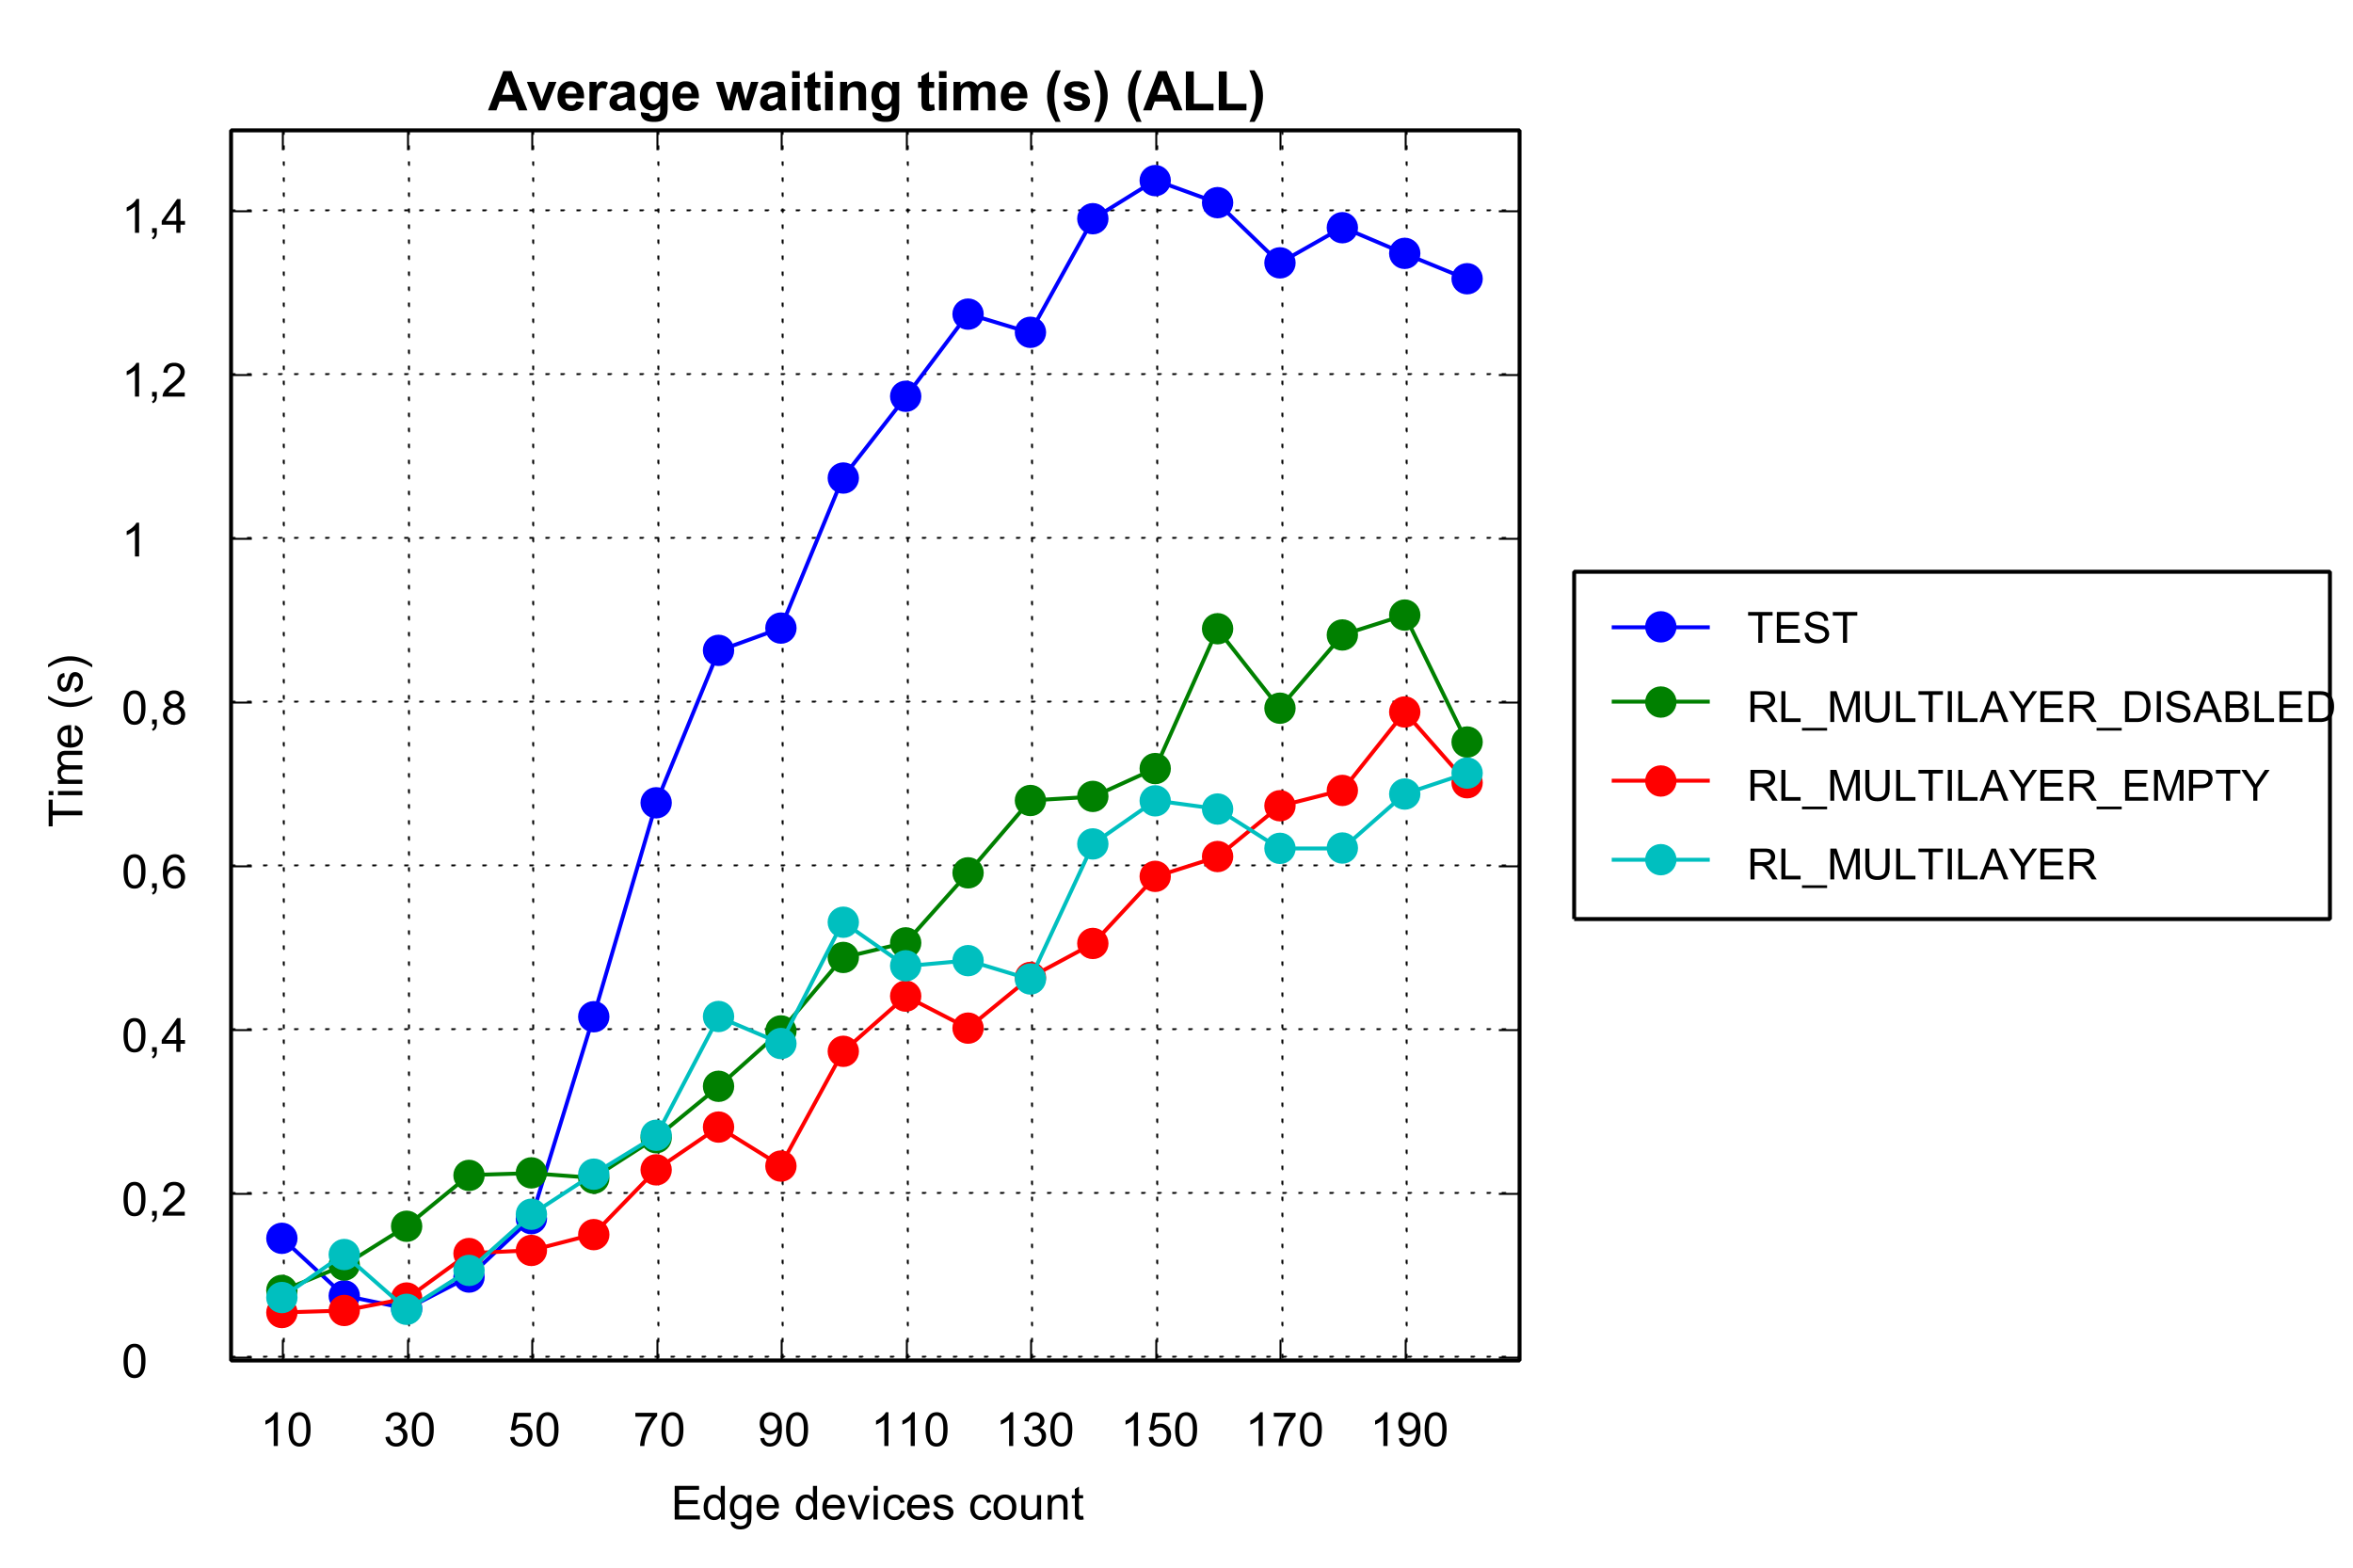 Average waiting time (s) (ALL)
1,4
1,2
1
0,8
0,6
0,4
0,2
0
Time (s)
10 30 50 70 90 110 130 150 170 190
Edge devices count
TEST
RL_MULTILAYER_DISABLED
RL_MULTILAYER_EMPTY
RL_MULTILAYER